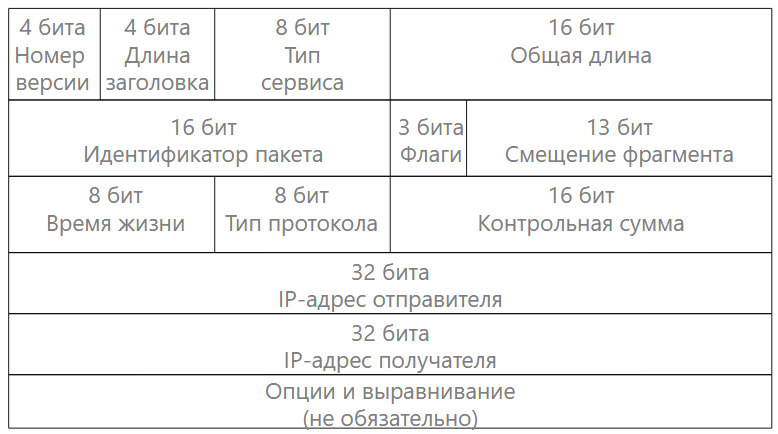 4 бита
Номер
версии
4 бита
Длина
заголовка
8 бит
Тип
сервиса
16 бит
Общая длина
16 бит
Идентификатор пакета
3 бита
Флаги
13 бит
Смещение фрагмента
8 бит
Время жизни
8 бит
Тип протокола
16 бит
Контрольная сумма
32 бита
IP-адрес отправителя
32 бита
IP-адрес получателя
Опции и выравнивание
(не обязательно)